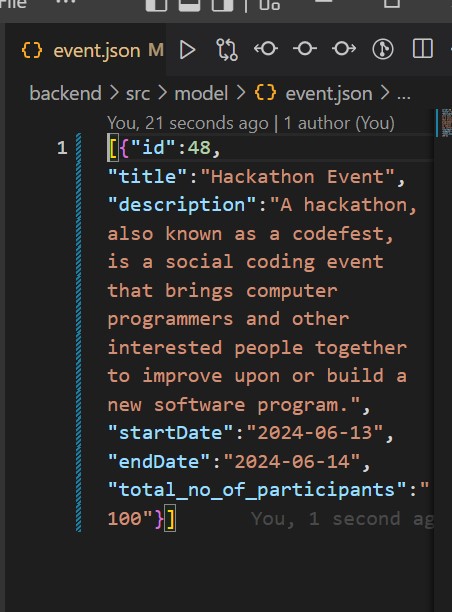 File ...
{} event.json M
backend > src > model > {} event.json > ...
You, 21 seconds ago | 1 author (You)
1 [{"id":48,
"title":"Hackathon Event",
"description":"A hackathon,
also known as a codefest,
is a social coding event
that brings computer
programmers and other
interested people together
to improve upon or build a
new software program.",
"startDate":"2024-06-13",
"endDate":"2024-06-14",
"total_no_of_participants":"
100"}] You, 1 second ag